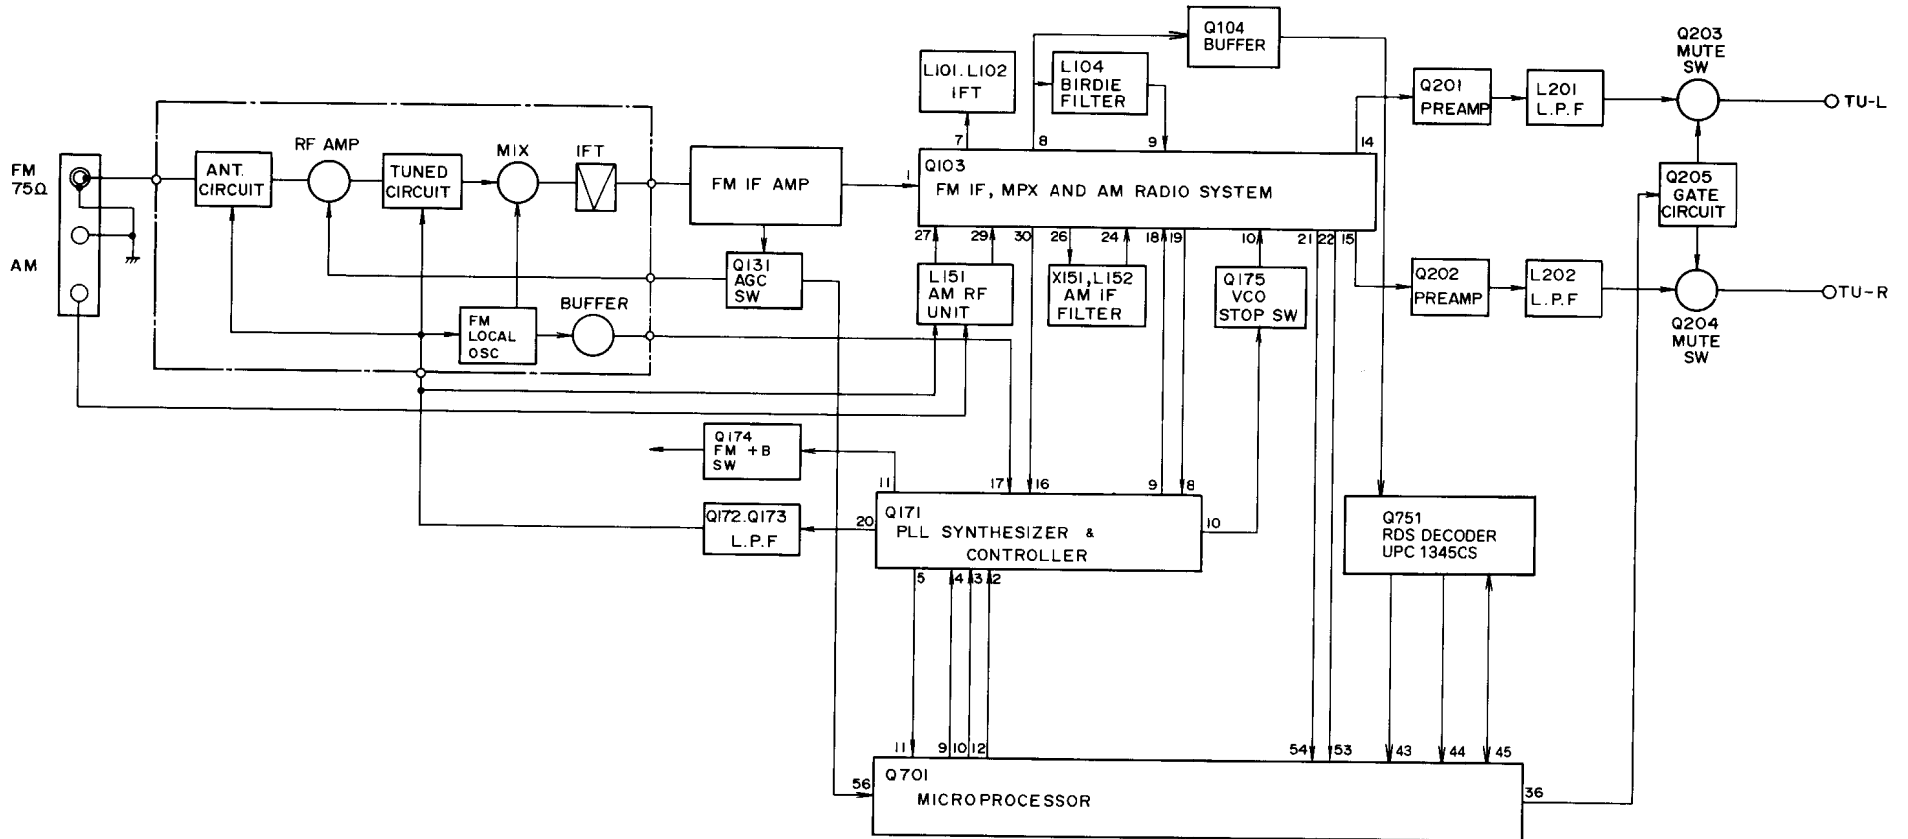 Q104
BUFFER
Q203
MUTE
SW
L101.L102
IFT
L104
BIRDIE
FILTER
Q201
PREAMP
L201
L.P.F
TU-L
7
8
9
14
FM
75Ω
AM
ANT.
CIRCUIT
RF AMP
TUNED
CIRCUIT
MIX
IFT
FM IF AMP
1
Q103
FM IF, MPX AND AM RADIO SYSTEM
Q205
GATE
CIRCUIT
27
29
30
26
24
18
19
10
21
22
15
Q131
AGC
SW
L151
AM RF
UNIT
X151,L152
AM IF
FILTER
Q175
VCO
STOP SW
Q202
PREAMP
L202
L.P.F
TU-R
Q204
MUTE
SW
FM
LOCAL
OSC
BUFFER
Q174
FM +B
SW
11
17
16
9
8
Q172.Q173
L.P.F
20
Q171
PLL SYNTHESIZER &
CONTROLLER
10
Q751
RDS DECODER
UPC 1345CS
5
4
3
2
11
9
10
12
54
53
43
44
45
56
Q701
MICROPROCESSOR
36